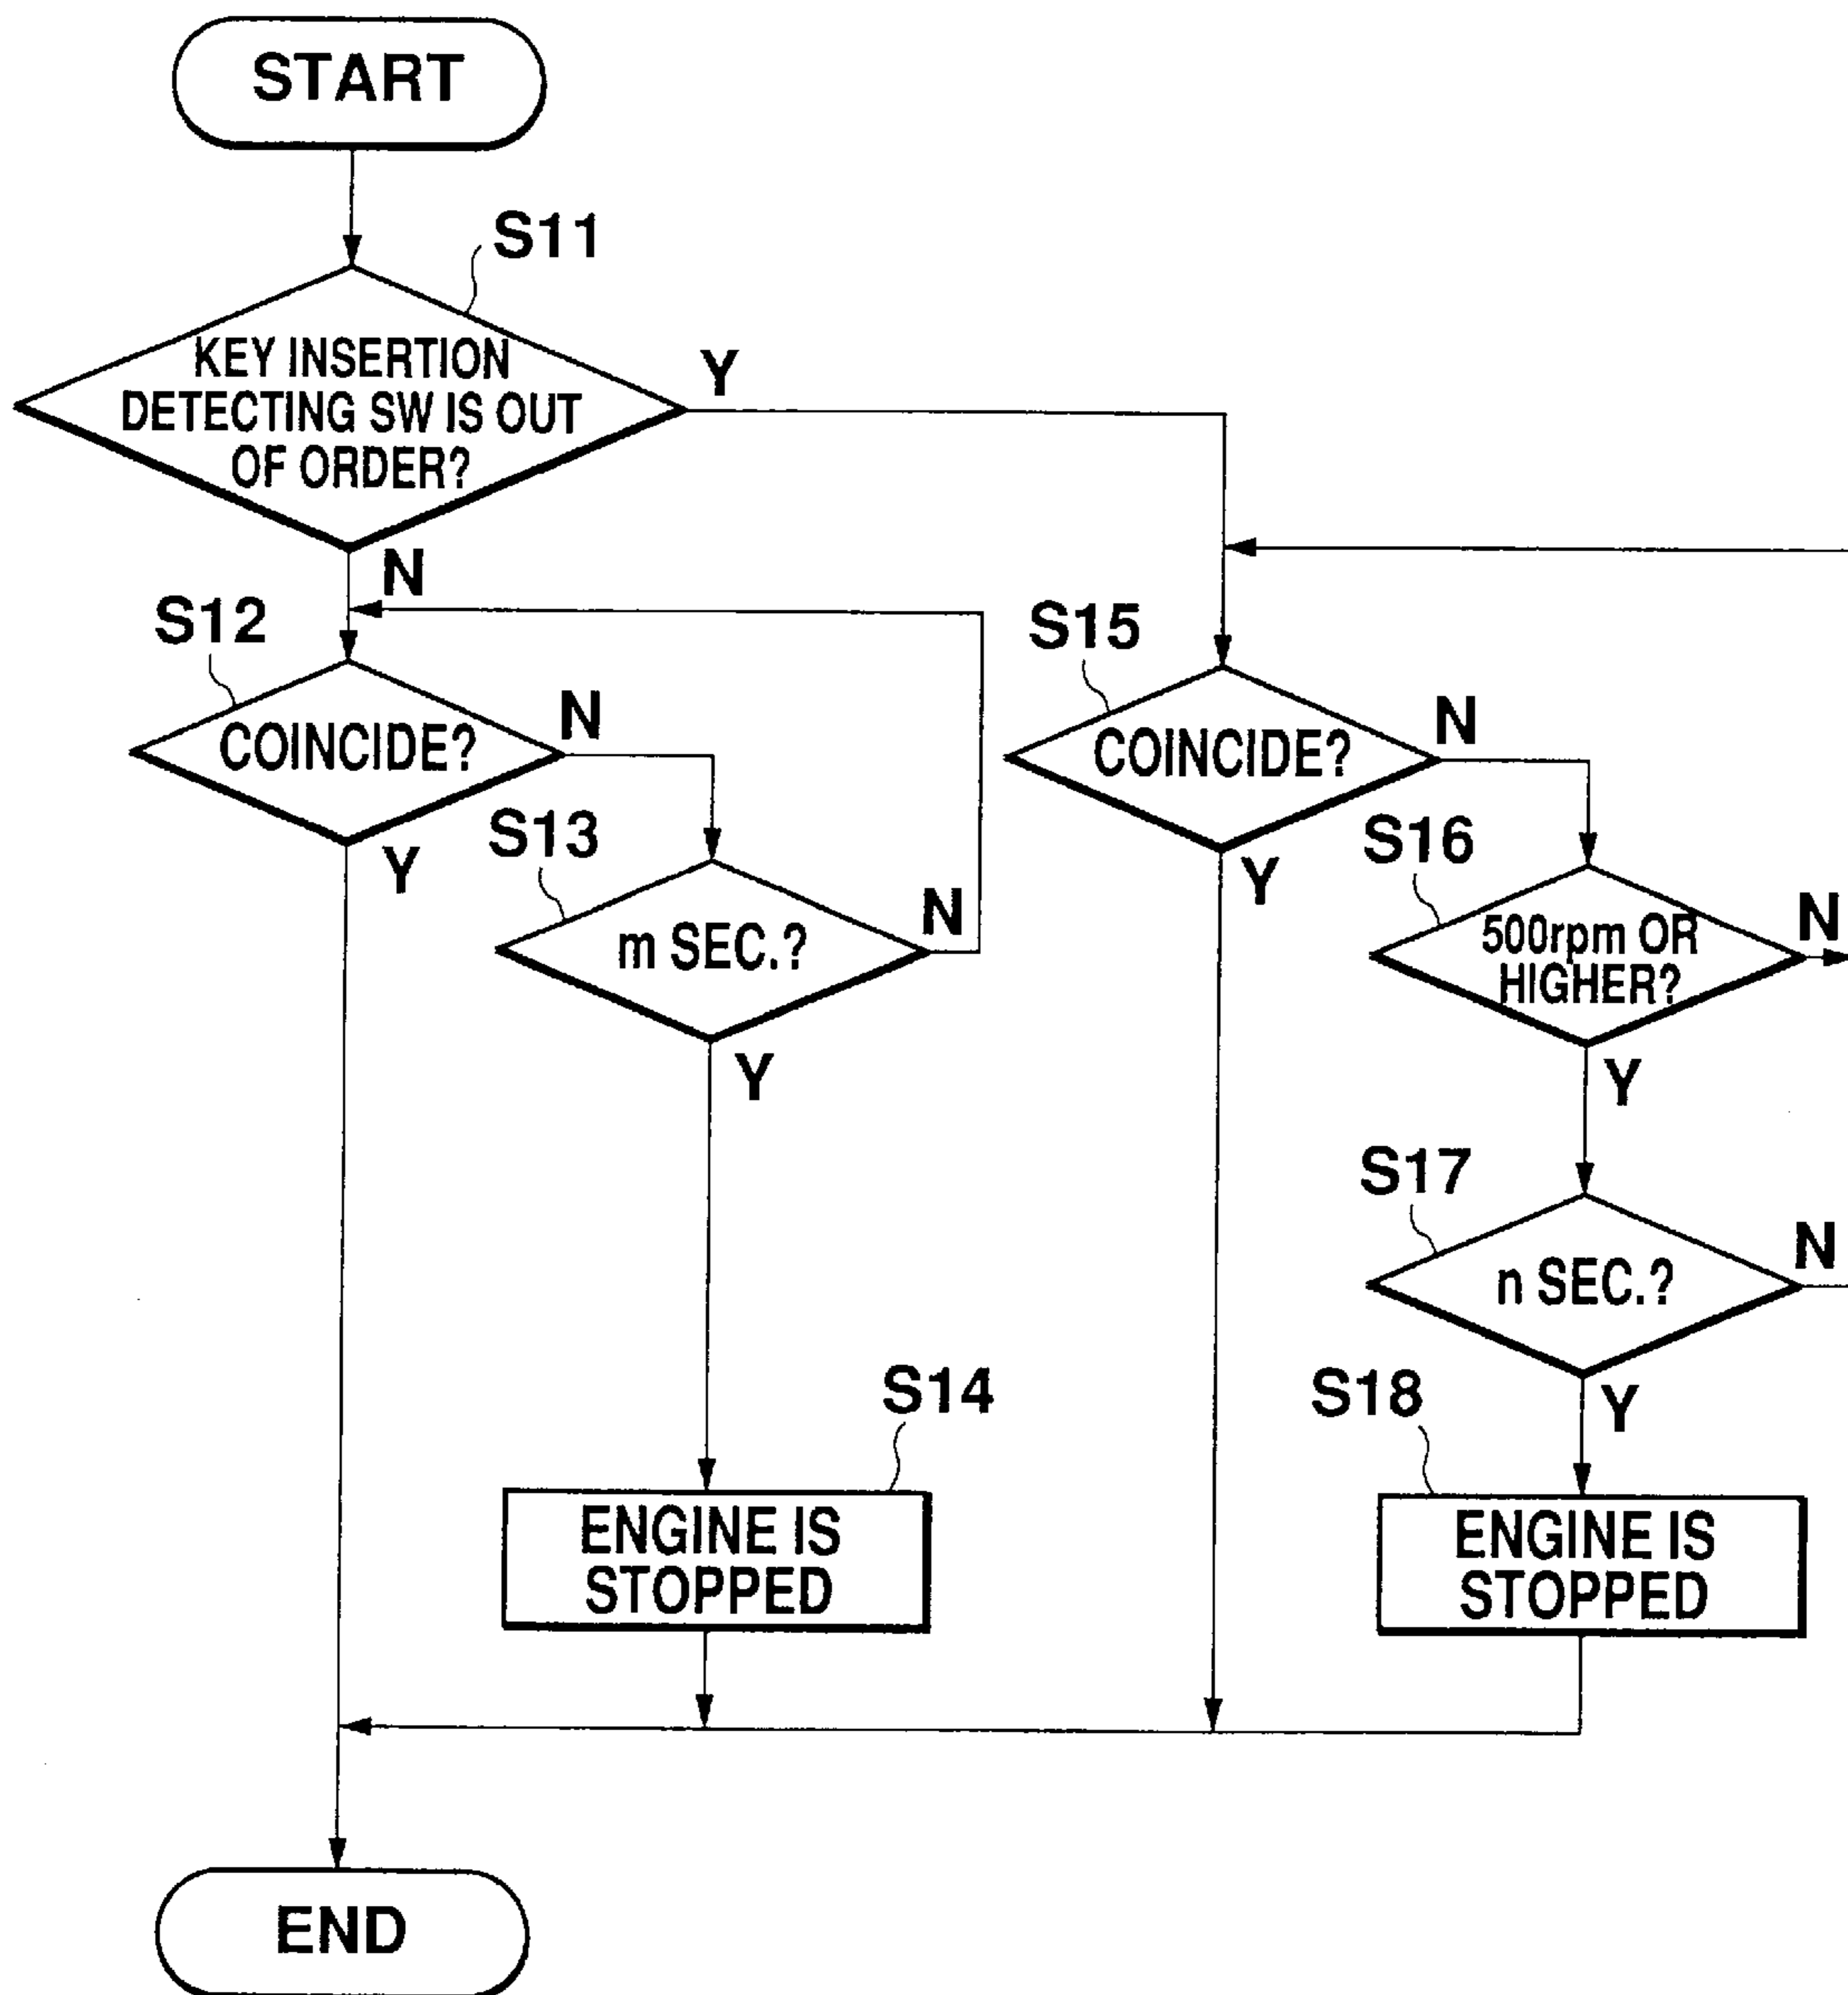 START
S11
KEY INSERTION
DETECTING SW IS OUT
OF ORDER?
Y
N
S12
COINCIDE?
N
Y
S13
m SEC.?
N
Y
S14
ENGINE IS
STOPPED
S15
COINCIDE?
N
Y
S16
500rpm OR
HIGHER?
N
Y
S17
n SEC.?
N
Y
S18
ENGINE IS
STOPPED
END